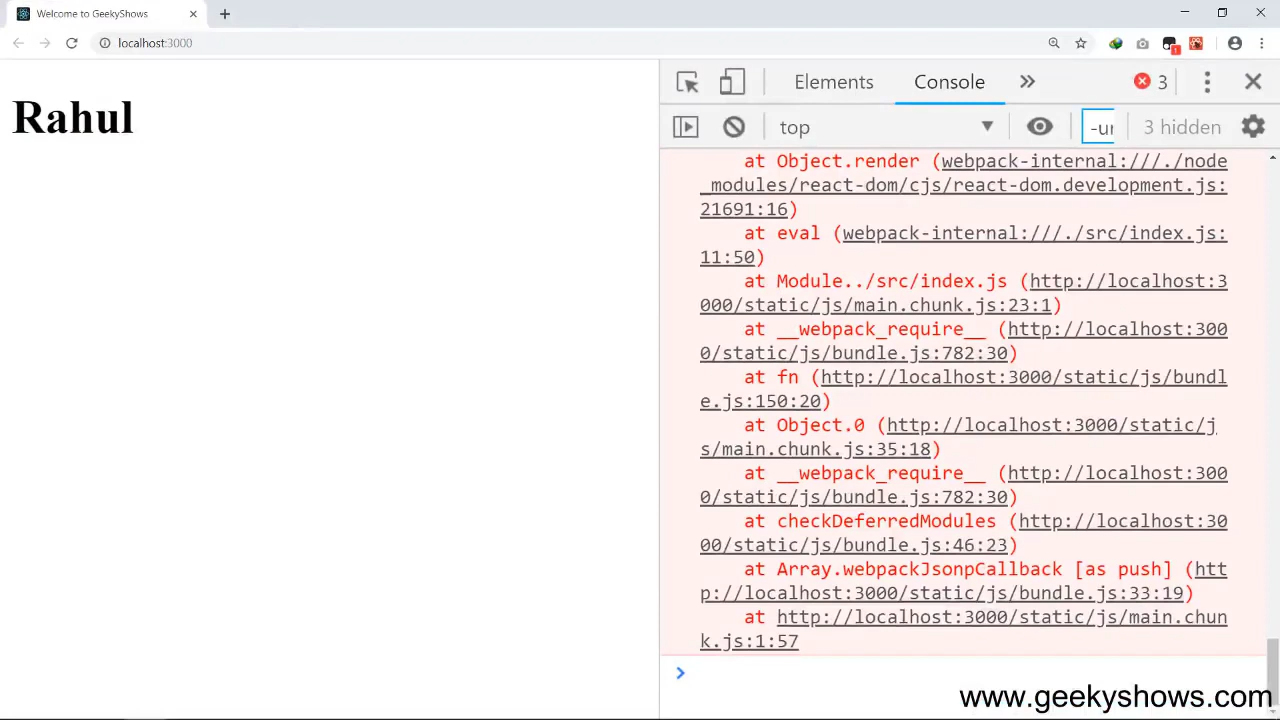 Welcome to GeekyShows
localhost:3000
1
Rahul
Elements
Console
3
top
-ur
3 hidden
at Object.render (webpack-internal:///./node
_modules/react-dom/cjs/react-dom.development.js:
21691:16)
at eval (webpack-internal:///./src/index.js:
11:50)
at Module../src/index.js (http://localhost:3
000/static/js/main.chunk.js:23:1)
at __webpack_require__ (http://localhost:300
0/static/js/bundle.js:782:30)
at fn (http://localhost:3000/static/js/bundl
e.js:150:20)
at Object.0 (http://localhost:3000/static/j
s/main.chunk.js:35:18)
at __webpack_require__ (http://localhost:300
0/static/js/bundle.js:782:30)
at checkDeferredModules (http://localhost:30
00/static/js/bundle.js:46:23)
at Array.webpackJsonpCallback [as push] (htt
p://localhost:3000/static/js/bundle.js:33:19)
at http://localhost:3000/static/js/main.chun
k.js:1:57
www.geekyshows.com